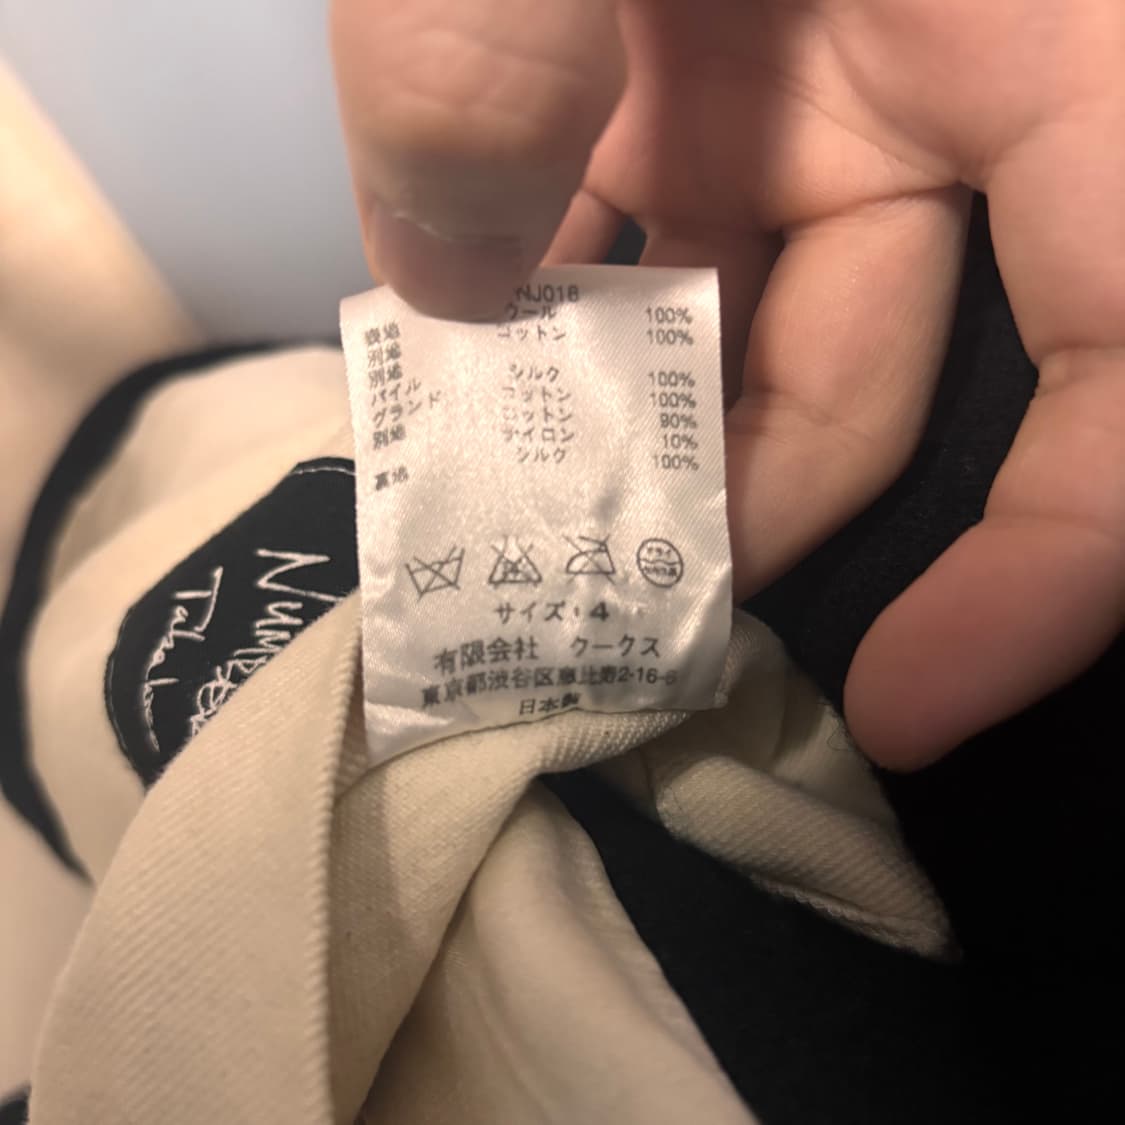 NJ018
表地 ウール 100%
別地 コットン 100%
別地
パイル シルク 100%
グランド コットン 100%
別地 コットン 90%
ナイロン 10%
裏地 シルク 100%
ドライ
サイズ：4
有限会社 クークス
東京都渋谷区恵比寿2-16-6
日本製
Takahiro